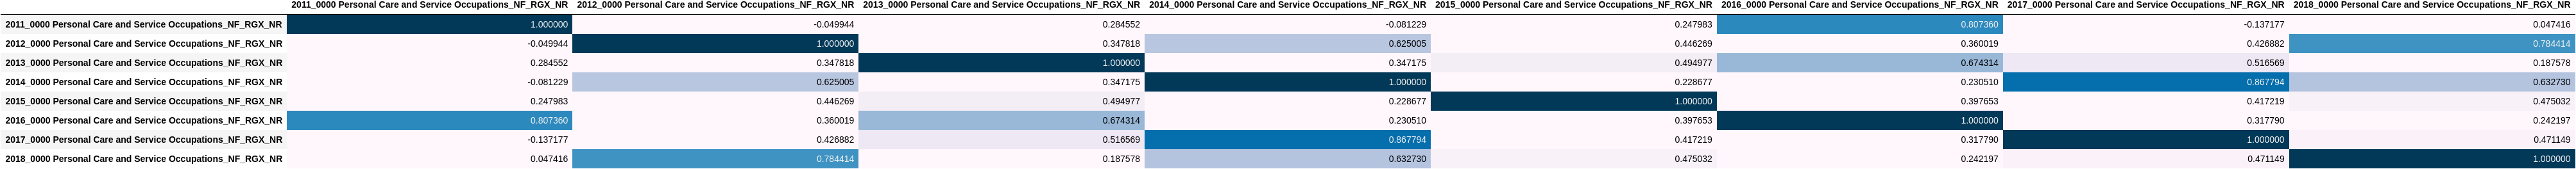 2011_0000 Personal Care and Service Occupations_NF_RGX_NR 2012_0000 Personal Care and Service Occupations_NF_RGX_NR 2013_0000 Personal Care and Service Occupations_NF_RGX_NR 2014_0000 Personal Care and Service Occupations_NF_RGX_NR 2015_0000 Personal Care and Service Occupations_NF_RGX_NR 2016_0000 Personal Care and Service Occupations_NF_RGX_NR 2017_0000 Personal Care and Service Occupations_NF_RGX_NR 2018_0000 Personal Care and Service Occupations_NF_RGX_NR
2011_0000 Personal Care and Service Occupations_NF_RGX_NR 1.000000 -0.049944 0.284552 -0.081229 0.247983 0.807360 -0.137177 0.047416
2012_0000 Personal Care and Service Occupations_NF_RGX_NR -0.049944 1.000000 0.347818 0.625005 0.446269 0.360019 0.426882 0.784414
2013_0000 Personal Care and Service Occupations_NF_RGX_NR 0.284552 0.347818 1.000000 0.347175 0.494977 0.674314 0.516569 0.187578
2014_0000 Personal Care and Service Occupations_NF_RGX_NR -0.081229 0.625005 0.347175 1.000000 0.228677 0.230510 0.867794 0.632730
2015_0000 Personal Care and Service Occupations_NF_RGX_NR 0.247983 0.446269 0.494977 0.228677 1.000000 0.397653 0.417219 0.475032
2016_0000 Personal Care and Service Occupations_NF_RGX_NR 0.807360 0.360019 0.674314 0.230510 0.397653 1.000000 0.317790 0.242197
2017_0000 Personal Care and Service Occupations_NF_RGX_NR -0.137177 0.426882 0.516569 0.867794 0.417219 0.317790 1.000000 0.471149
2018_0000 Personal Care and Service Occupations_NF_RGX_NR 0.047416 0.784414 0.187578 0.632730 0.475032 0.242197 0.471149 1.000000